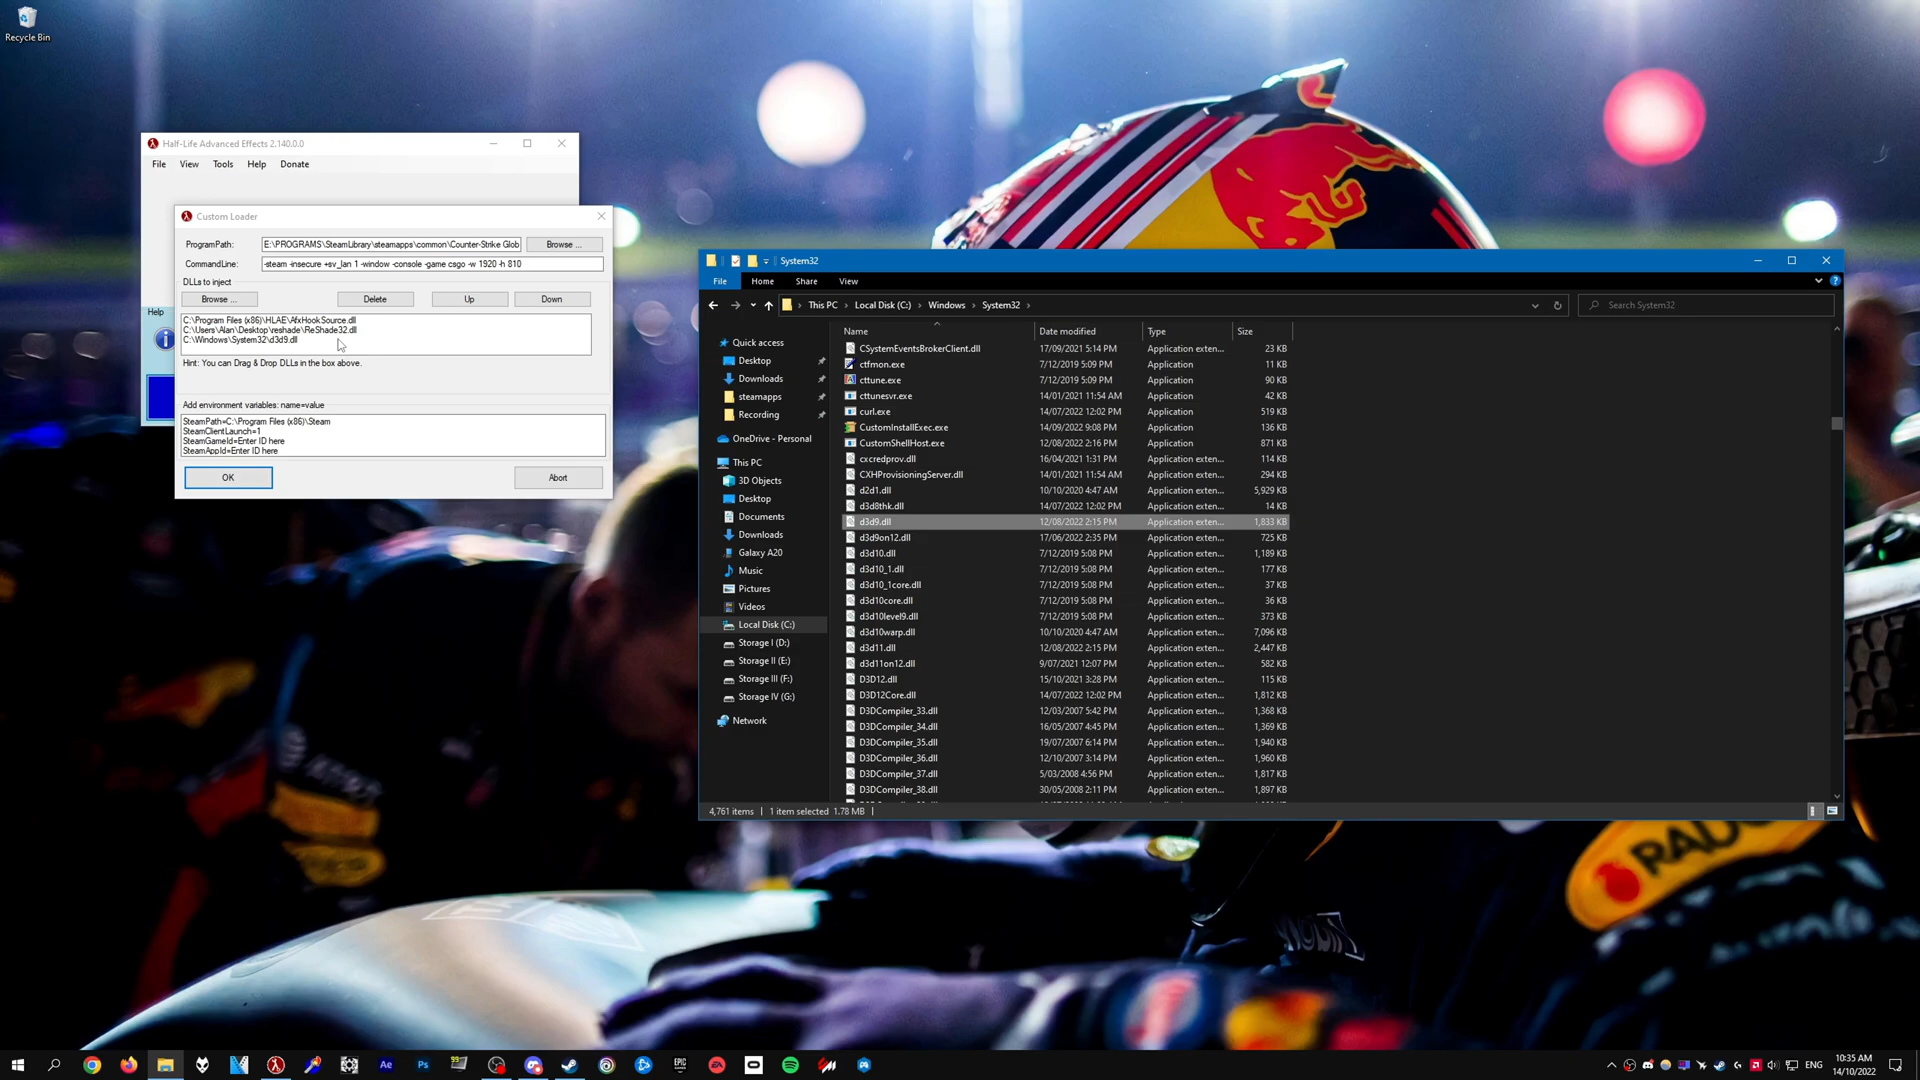 Recycle Bin
Half-Life Advanced Effects 2.140.0.0
File View Tools Help Donate
Help
Custom Loader
ProgramPath: E:\PROGRAMS\SteamLibrary\steamapps\common\Counter-Strike Glob Browse ...
CommandLine: -steam -insecure +sv_lan 1 -window -console -game csgo -w 1920 -h 810
DLLs to inject
Browse ... Delete Up Down
C:\Program Files (x86)\HLAE\AfxHookSource.dll
C:\Users\Alan\Desktop\reshade\ReShade32.dll
C:\Windows\System32\d3d9.dll
Hint: You can Drag & Drop DLLs in the box above.
Add environment variables: name=value
SteamPath=C:\Program Files (x86)\Steam
SteamClientLaunch=1
SteamGameId=Enter ID here
SteamAppId=Enter ID here
OK Abort
System32
File Home Share View
This PC Local Disk (C:) Windows System32 Search System32
Quick access
Desktop
Downloads
steamapps
Recording
OneDrive - Personal
This PC
3D Objects
Desktop
Documents
Downloads
Galaxy A20
Music
Pictures
Videos
Local Disk (C:)
Storage I (D:)
Storage II (E:)
Storage III (F:)
Storage IV (G:)
Network
Name Date modified Type Size
CSystemEventsBrokerClient.dll 17/09/2021 5:14 PM Application exten... 23 KB
ctfmon.exe 7/12/2019 5:09 PM Application 11 KB
cttune.exe 7/12/2019 5:09 PM Application 90 KB
cttunesvr.exe 14/01/2021 11:54 AM Application 42 KB
curl.exe 14/07/2022 12:02 PM Application 519 KB
CustomInstallExec.exe 14/09/2022 9:08 PM Application 136 KB
CustomShellHost.exe 12/08/2022 2:16 PM Application 871 KB
cxcredprov.dll 16/04/2021 1:31 PM Application exten... 114 KB
CXHProvisioningServer.dll 14/01/2021 11:54 AM Application exten... 294 KB
d2d1.dll 10/10/2020 4:47 AM Application exten... 5,929 KB
d3d8thk.dll 14/07/2022 12:02 PM Application exten... 14 KB
d3d9.dll 12/08/2022 2:15 PM Application exten... 1,833 KB
d3d9on12.dll 17/06/2022 2:35 PM Application exten... 725 KB
d3d10.dll 7/12/2019 5:08 PM Application exten... 1,189 KB
d3d10_1.dll 7/12/2019 5:08 PM Application exten... 177 KB
d3d10_1core.dll 7/12/2019 5:08 PM Application exten... 37 KB
d3d10core.dll 7/12/2019 5:08 PM Application exten... 36 KB
d3d10level9.dll 7/12/2019 5:08 PM Application exten... 373 KB
d3d10warp.dll 10/10/2020 4:47 AM Application exten... 7,096 KB
d3d11.dll 12/08/2022 2:15 PM Application exten... 2,447 KB
d3d11on12.dll 9/07/2021 12:07 PM Application exten... 582 KB
D3D12.dll 15/10/2021 3:28 PM Application exten... 115 KB
D3D12Core.dll 14/07/2022 12:02 PM Application exten... 1,812 KB
D3DCompiler_33.dll 12/03/2007 5:42 PM Application exten... 1,368 KB
D3DCompiler_34.dll 16/05/2007 4:45 PM Application exten... 1,369 KB
D3DCompiler_35.dll 19/07/2007 6:14 PM Application exten... 1,940 KB
D3DCompiler_36.dll 12/10/2007 3:14 PM Application exten... 1,960 KB
D3DCompiler_37.dll 5/03/2008 4:56 PM Application exten... 1,817 KB
D3DCompiler_38.dll 30/05/2008 2:11 PM Application exten... 1,897 KB
4,761 items 1 item selected 1.78 MB
Ae Ps 99 EPIC EA ENG
10:35 AM
14/10/2022